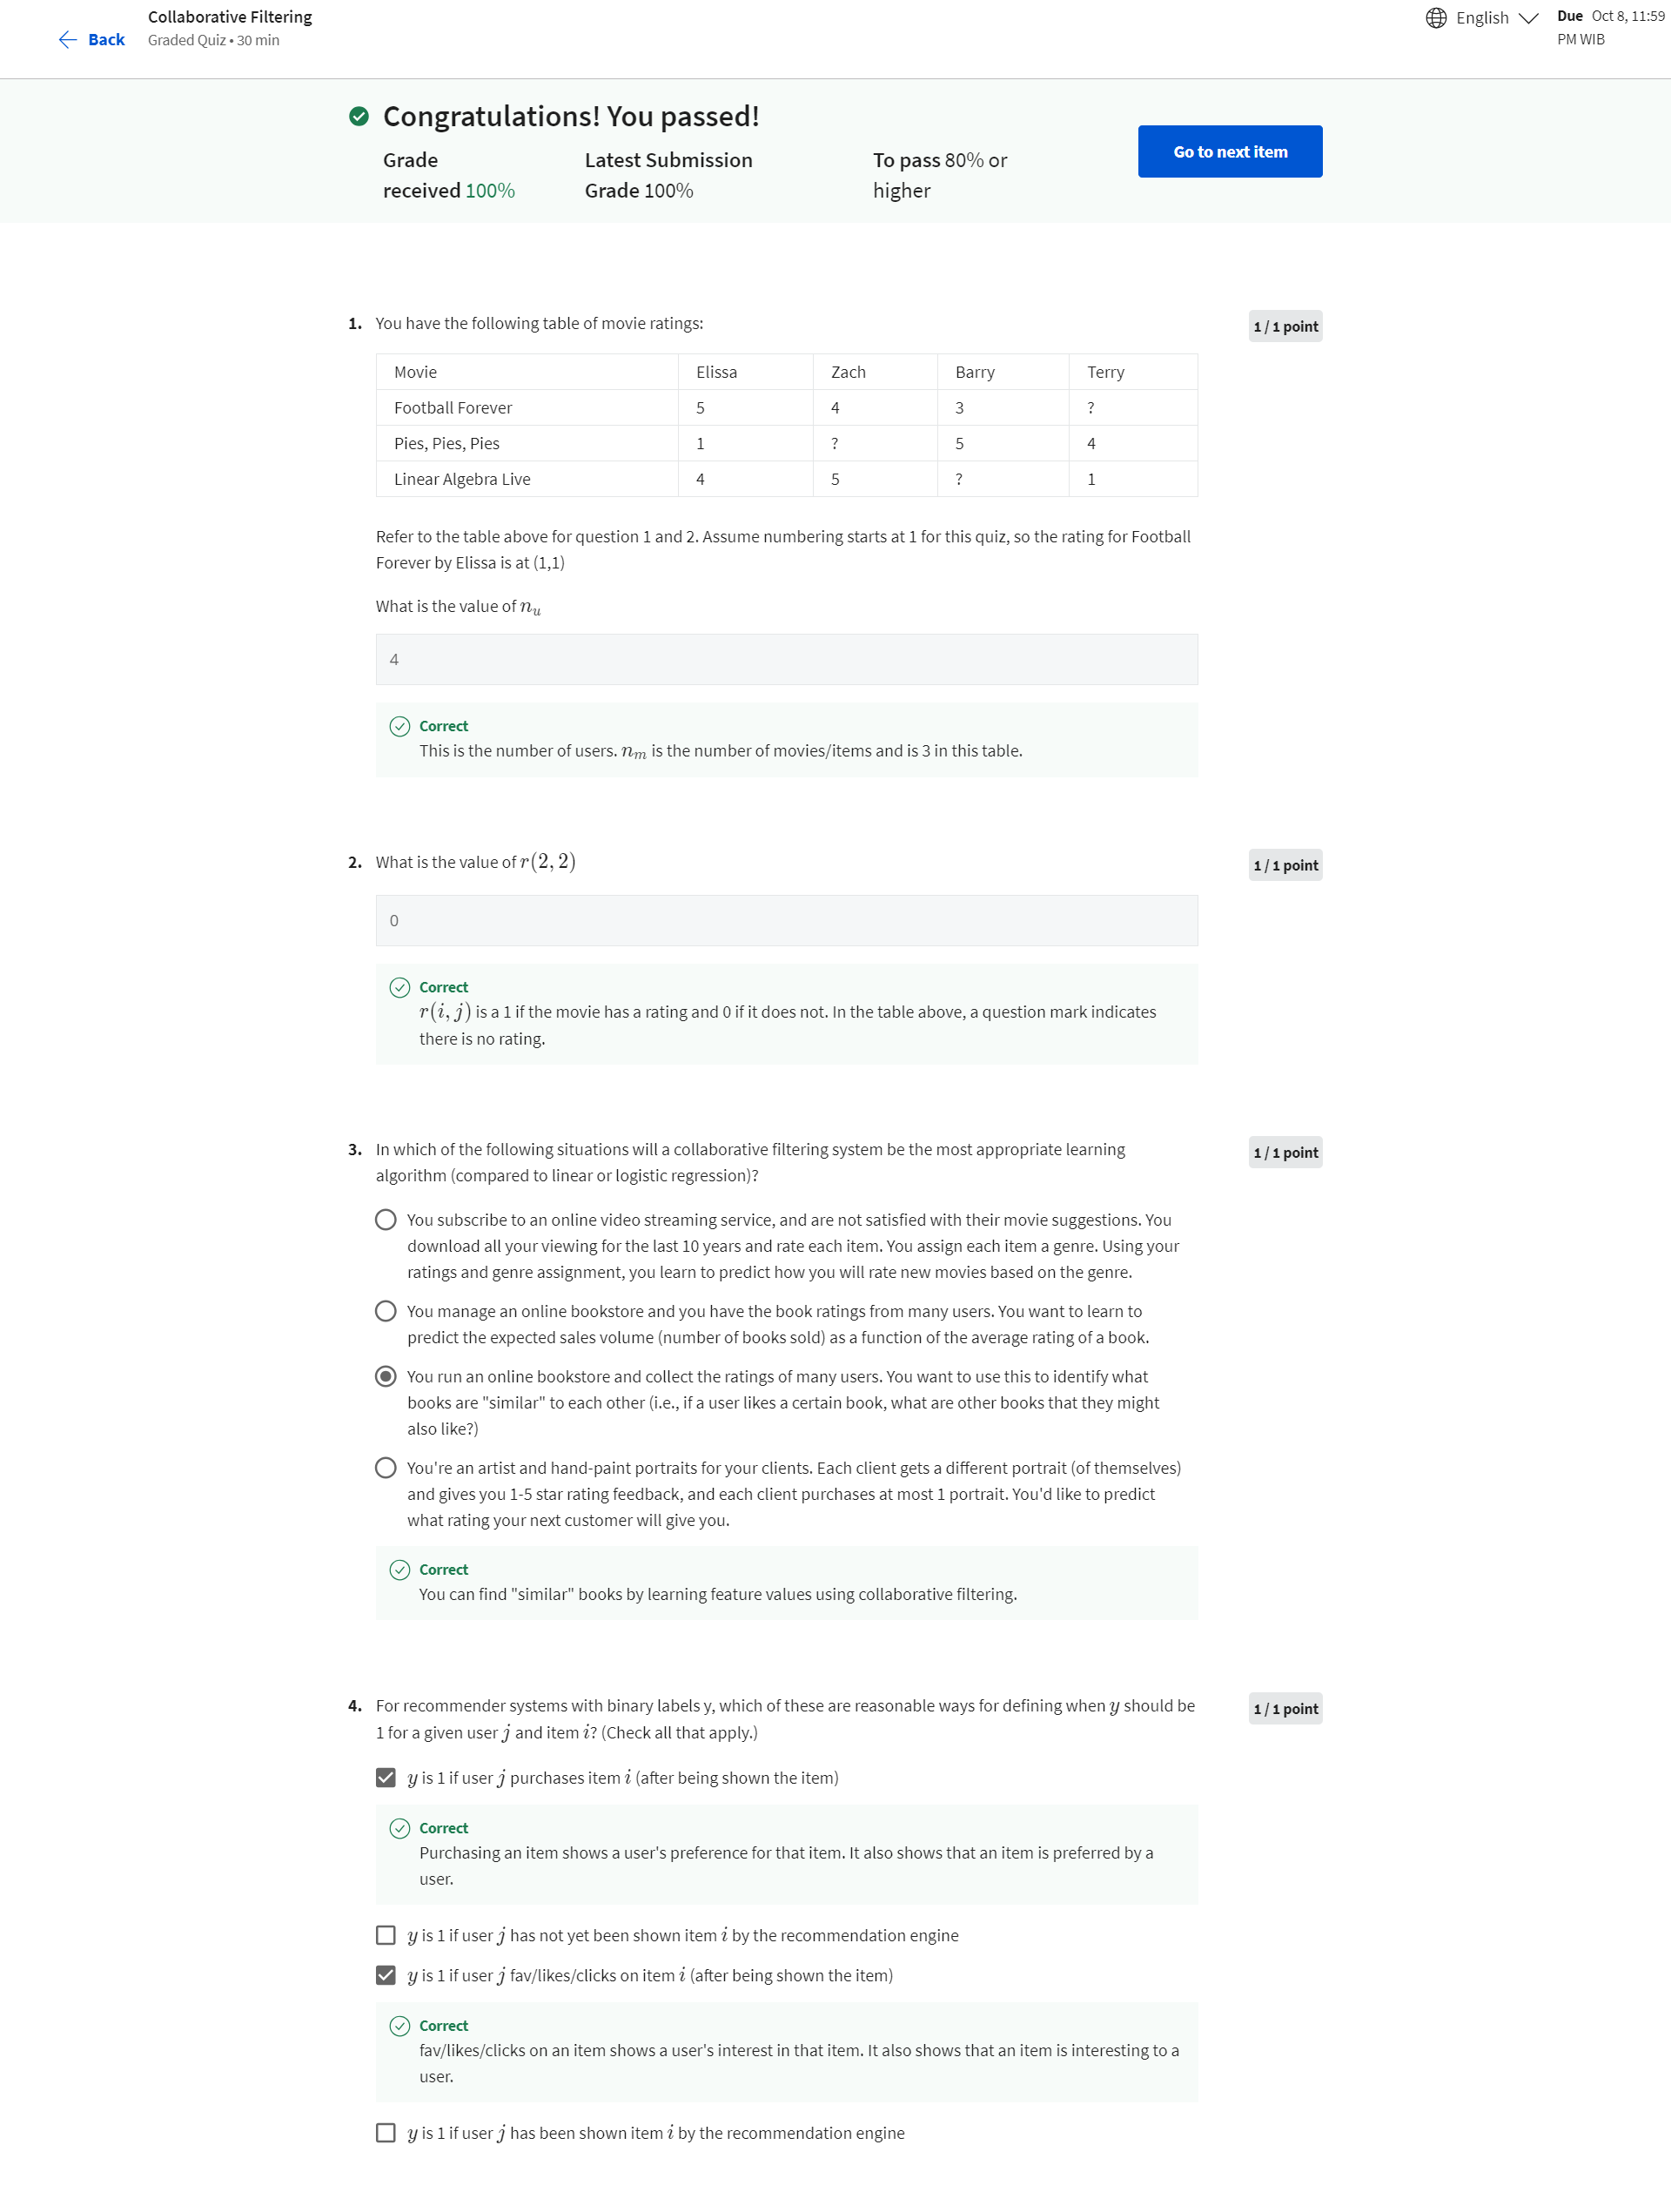 Back
Collaborative Filtering
Graded Quiz • 30 min
English
Due Oct 8, 11:59
PM WIB
Congratulations! You passed!
Grade
received 100%
Latest Submission
Grade 100%
To pass 80% or
higher
Go to next item
1. You have the following table of movie ratings:
1 / 1 point
Movie Elissa Zach Barry Terry
Football Forever 5 4 3 ?
Pies, Pies, Pies 1 ? 5 4
Linear Algebra Live 4 5 ? 1
Refer to the table above for question 1 and 2. Assume numbering starts at 1 for this quiz, so the rating for Football
Forever by Elissa is at (1,1)
What is the value of n_u
4
Correct
This is the number of users. n_m is the number of movies/items and is 3 in this table.
2. What is the value of r(2, 2)
1 / 1 point
0
Correct
r(i, j) is a 1 if the movie has a rating and 0 if it does not. In the table above, a question mark indicates
there is no rating.
3. In which of the following situations will a collaborative filtering system be the most appropriate learning
algorithm (compared to linear or logistic regression)?
1 / 1 point
You subscribe to an online video streaming service, and are not satisfied with their movie suggestions. You
download all your viewing for the last 10 years and rate each item. You assign each item a genre. Using your
ratings and genre assignment, you learn to predict how you will rate new movies based on the genre.
You manage an online bookstore and you have the book ratings from many users. You want to learn to
predict the expected sales volume (number of books sold) as a function of the average rating of a book.
You run an online bookstore and collect the ratings of many users. You want to use this to identify what
books are "similar" to each other (i.e., if a user likes a certain book, what are other books that they might
also like?)
You're an artist and hand-paint portraits for your clients. Each client gets a different portrait (of themselves)
and gives you 1-5 star rating feedback, and each client purchases at most 1 portrait. You'd like to predict
what rating your next customer will give you.
Correct
You can find "similar" books by learning feature values using collaborative filtering.
4. For recommender systems with binary labels y, which of these are reasonable ways for defining when y should be
1 for a given user j and item i? (Check all that apply.)
1 / 1 point
y is 1 if user j purchases item i (after being shown the item)
Correct
Purchasing an item shows a user's preference for that item. It also shows that an item is preferred by a
user.
y is 1 if user j has not yet been shown item i by the recommendation engine
y is 1 if user j fav/likes/clicks on item i (after being shown the item)
Correct
fav/likes/clicks on an item shows a user's interest in that item. It also shows that an item is interesting to a
user.
y is 1 if user j has been shown item i by the recommendation engine